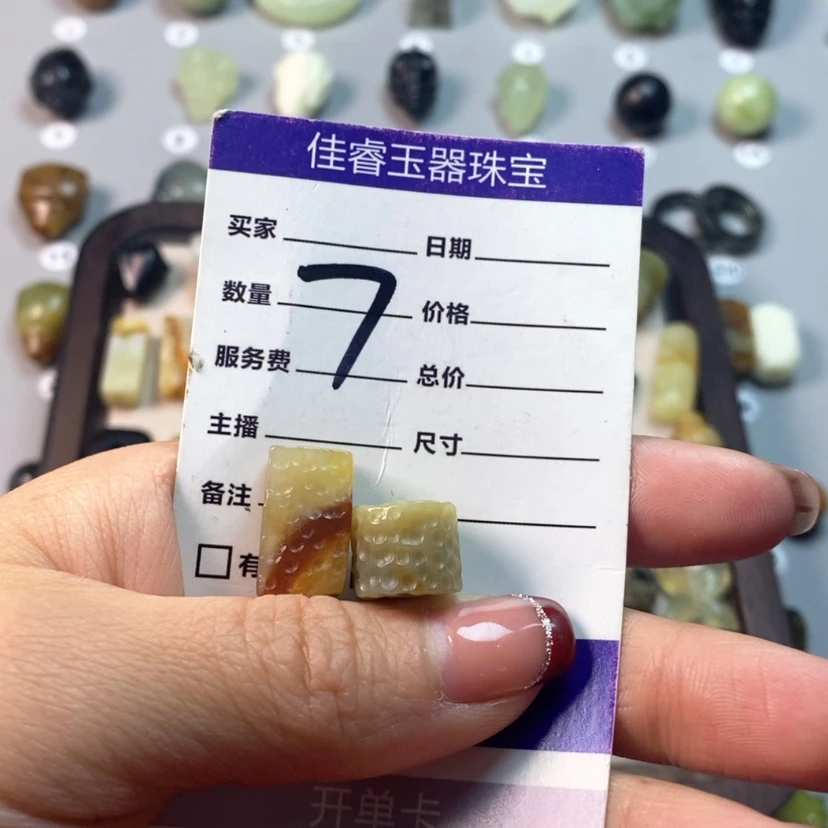 佳睿玉器珠宝
买家 日期
数量 价格
7
服务费 总价
主播 尺寸
备注
有
开单卡